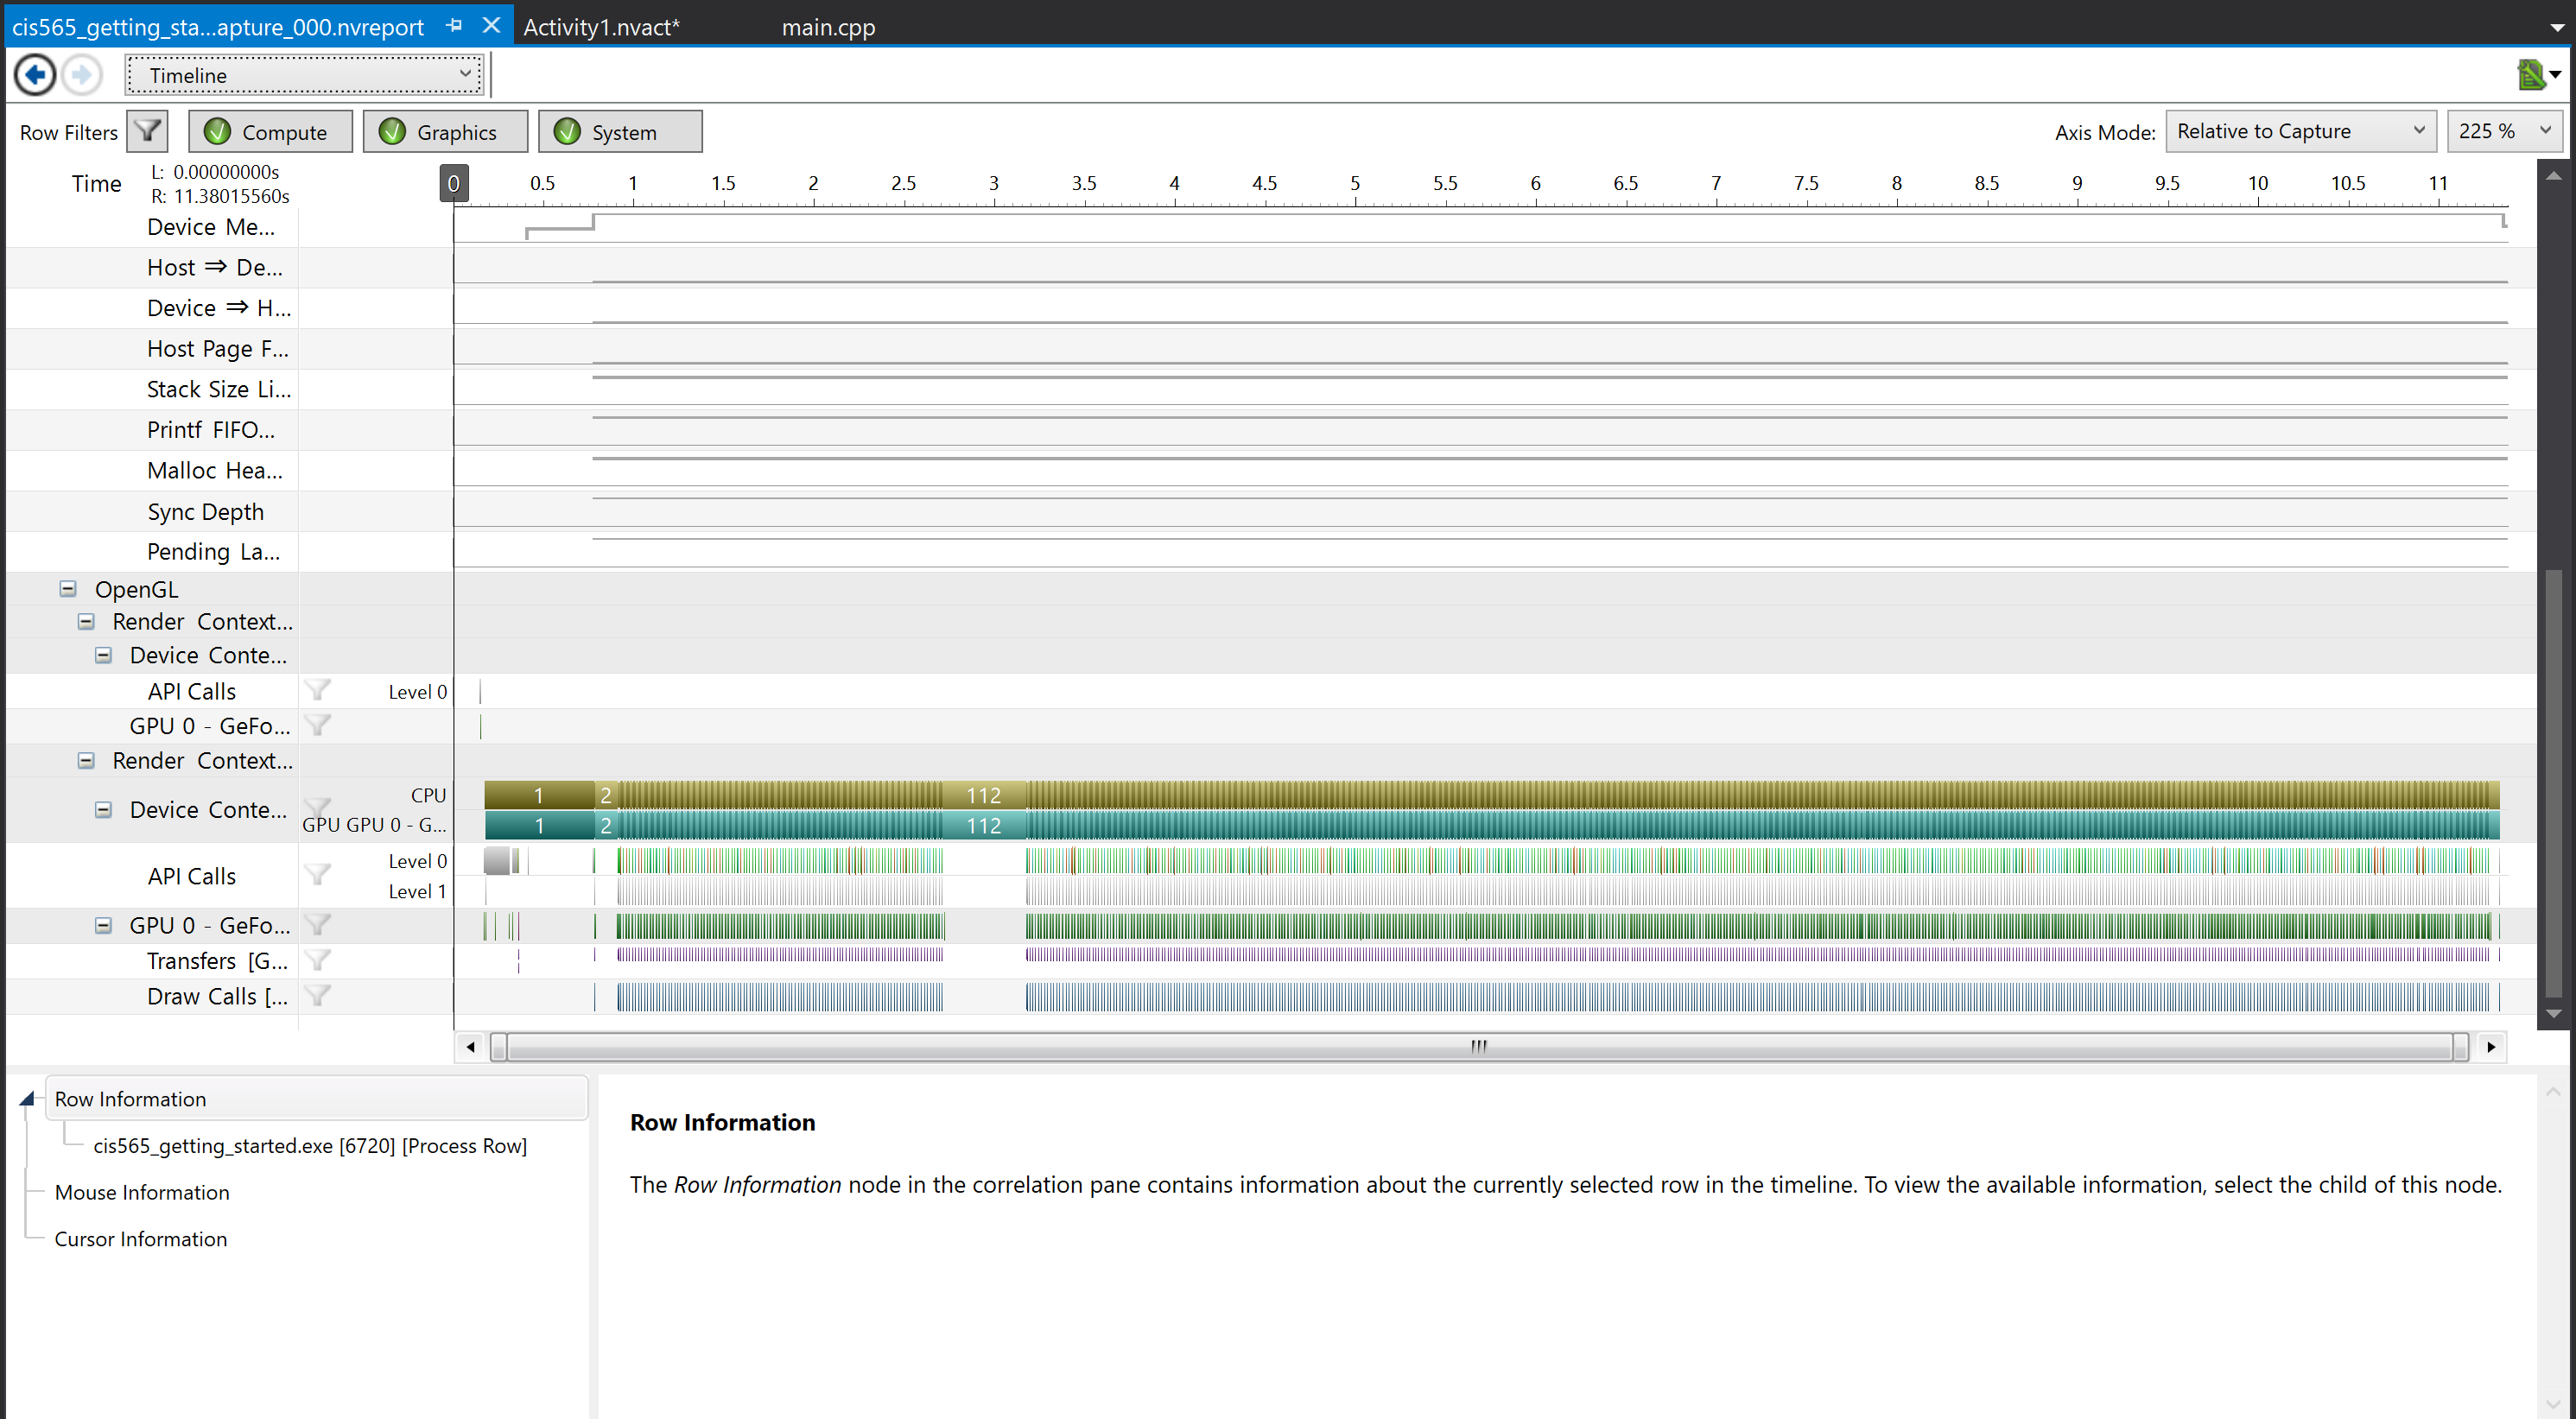 cis565_getting_sta...apture_000.nvreport Activity1.nvact* main.cpp
Timeline
Row Filters Compute Graphics System Axis Mode: Relative to Capture 225 %
Time L: 0.00000000s
R: 11.38015560s
0 0.5 1 1.5 2 2.5 3 3.5 4 4.5 5 5.5 6 6.5 7 7.5 8 8.5 9 9.5 10 10.5 11
Device Me...
Host ⇒ De...
Device ⇒ H...
Host Page F...
Stack Size Li...
Printf FIFO...
Malloc Hea...
Sync Depth
Pending La...
OpenGL
Render Context...
Device Conte...
API Calls Level 0
GPU 0 - GeFo...
Render Context...
Device Conte... CPU 1 2 112
GPU GPU 0 - G... 1 2 112
API Calls Level 0
Level 1
GPU 0 - GeFo...
Transfers [G...
Draw Calls [...
Row Information
cis565_getting_started.exe [6720] [Process Row]
Mouse Information
Cursor Information
Row Information
The Row Information node in the correlation pane contains information about the currently selected row in the timeline. To view the available information, select the child of this node.